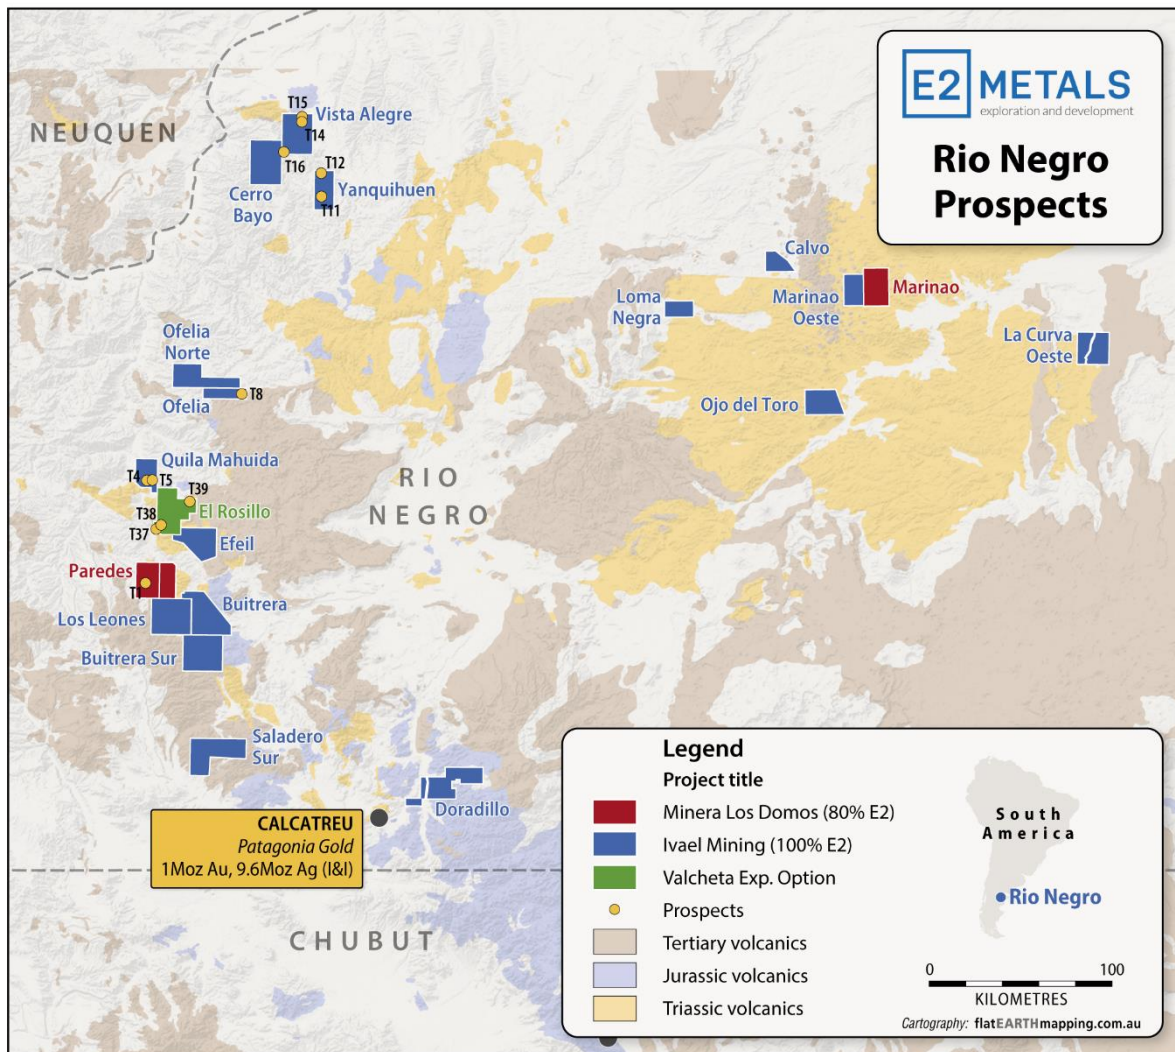 E2 METALS
exploration and development
Rio Negro
Prospects
NEUQUEN
T15
Vista Alegre
T14
T16
T12
Cerro
Bayo
Yanquihuen
T11
Calvo
Loma
Negra
Marinao
Oeste
Marinao
La Curva
Oeste
Ofelia
Norte
Ofelia
T8
Ojo del Toro
Quila Mahuida
T4
T5
T39
El Rosillo
T38
T37
Efeil
RIO
NEGRO
Paredes
T1
Buitrera
Los Leones
Buitrera Sur
Saladero
Sur
Doradillo
CALCATREU
Patagonia Gold
1Moz Au, 9.6Moz Ag (I&I)
CHUBUT
Legend
Project title
Minera Los Domos (80% E2)
Ivael Mining (100% E2)
Valcheta Exp. Option
Prospects
Tertiary volcanics
Jurassic volcanics
Triassic volcanics
South
America
Rio Negro
0 100
KILOMETRES
Cartography: flatEARTHmapping.com.au